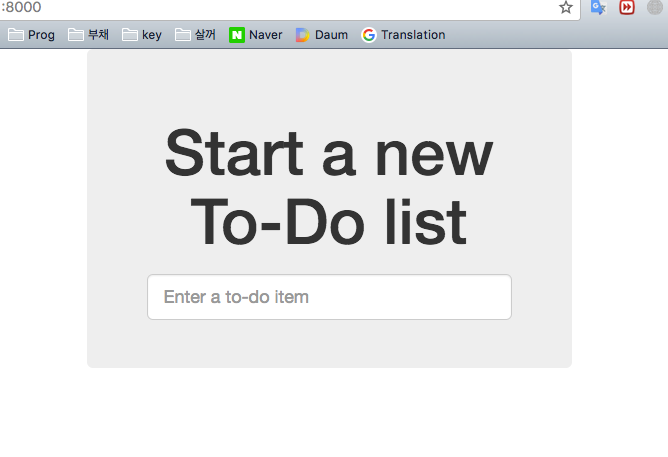 :8000
Prog 부채 key 살꺼 Naver Daum Translation
Start a new
To-Do list
Enter a to-do item